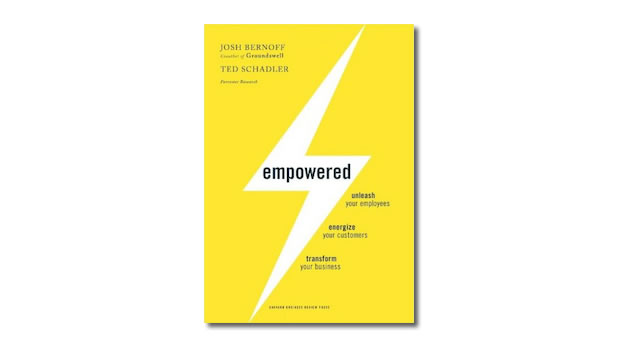 JOSH BERNOFF
Coauthor of Groundswell
TED SCHADLER
Forrester Research
empowered
unleash
your employees
energize
your customers
transform
your business
HARVARD BUSINESS REVIEW PRESS